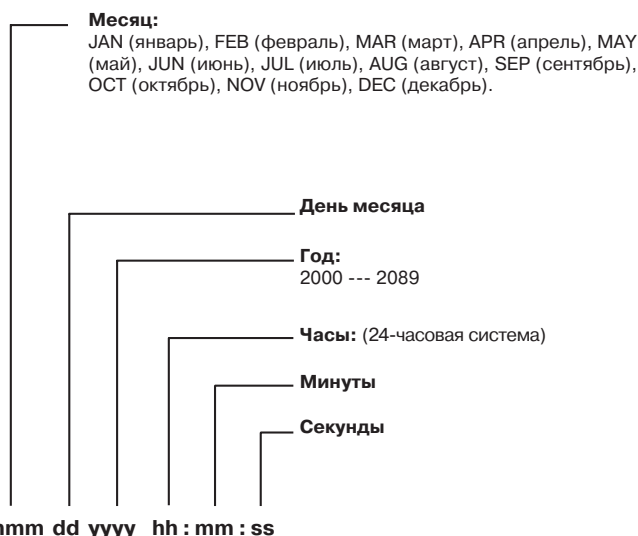 Месяц:
JAN (январь), FEB (февраль), MAR (март), APR (апрель), MAY
(май), JUN (июнь), JUL (июль), AUG (август), SEP (сентябрь),
OCT (октябрь), NOV (ноябрь), DEC (декабрь).
День месяца
Год:
2000 --- 2089
Часы: (24-часовая система)
Минуты
Секунды
mmm dd yyyy hh : mm : ss